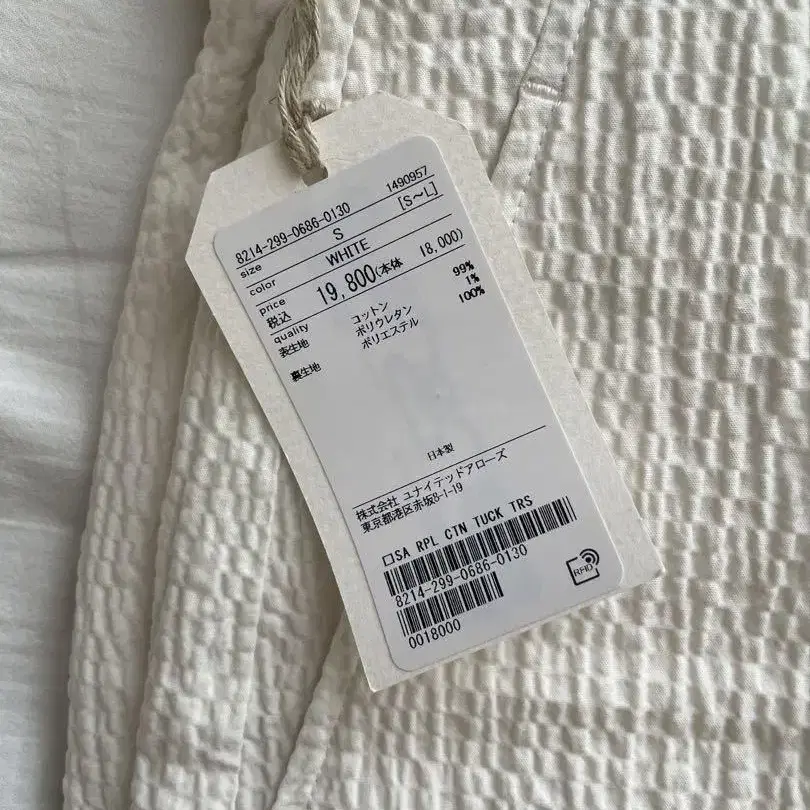 1490957
8214-299-0686-0130
size S [S~L]
color WHITE
price 19,800(本体 18,000)
税込
quality
表生地 コットン 99%
ポリウレタン 1%
裏生地 ポリエステル 100%
日本製
株式会社 ユナイテッドアローズ
東京都港区赤坂8-1-19
□SA RPL CTN TUCK TRS
8214-299-0686-0130
RFID
0018000